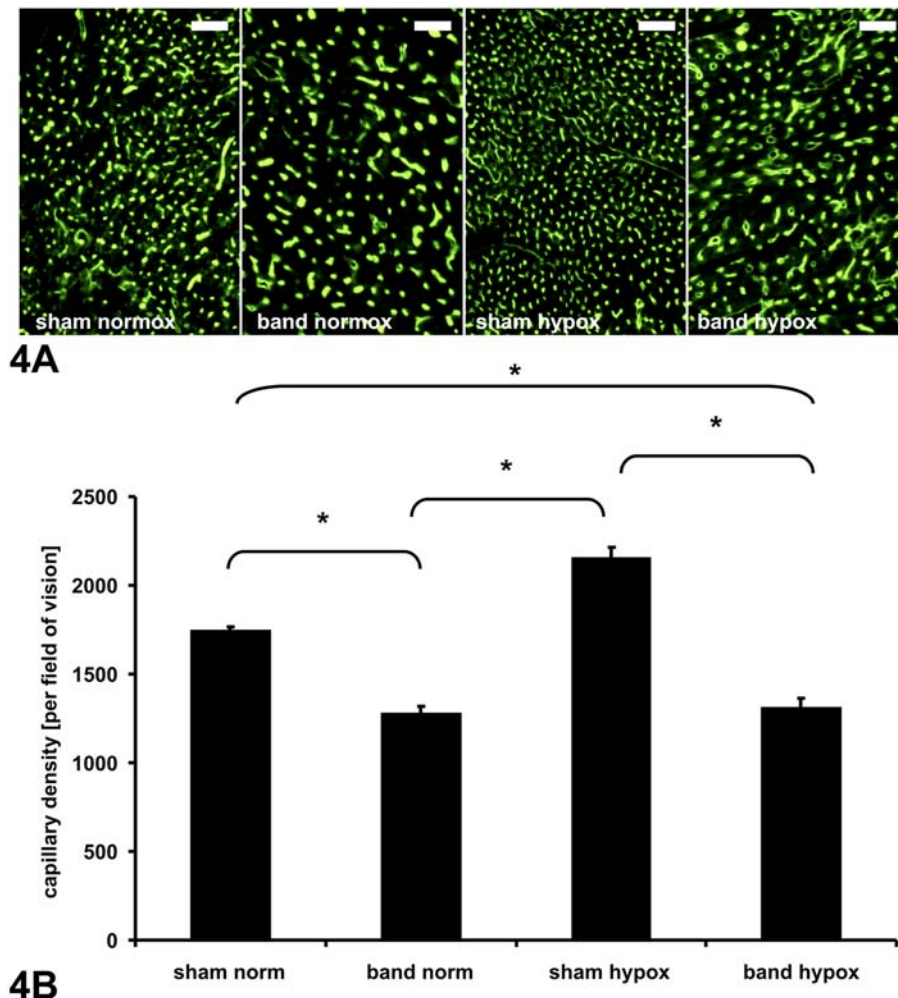 sham normox band normox sham hypox band hypox
4A
*
*
*
*
2500
2000
1500
1000
500
0
capillary density [per field of vision]
sham norm band norm sham hypox band hypox
4B